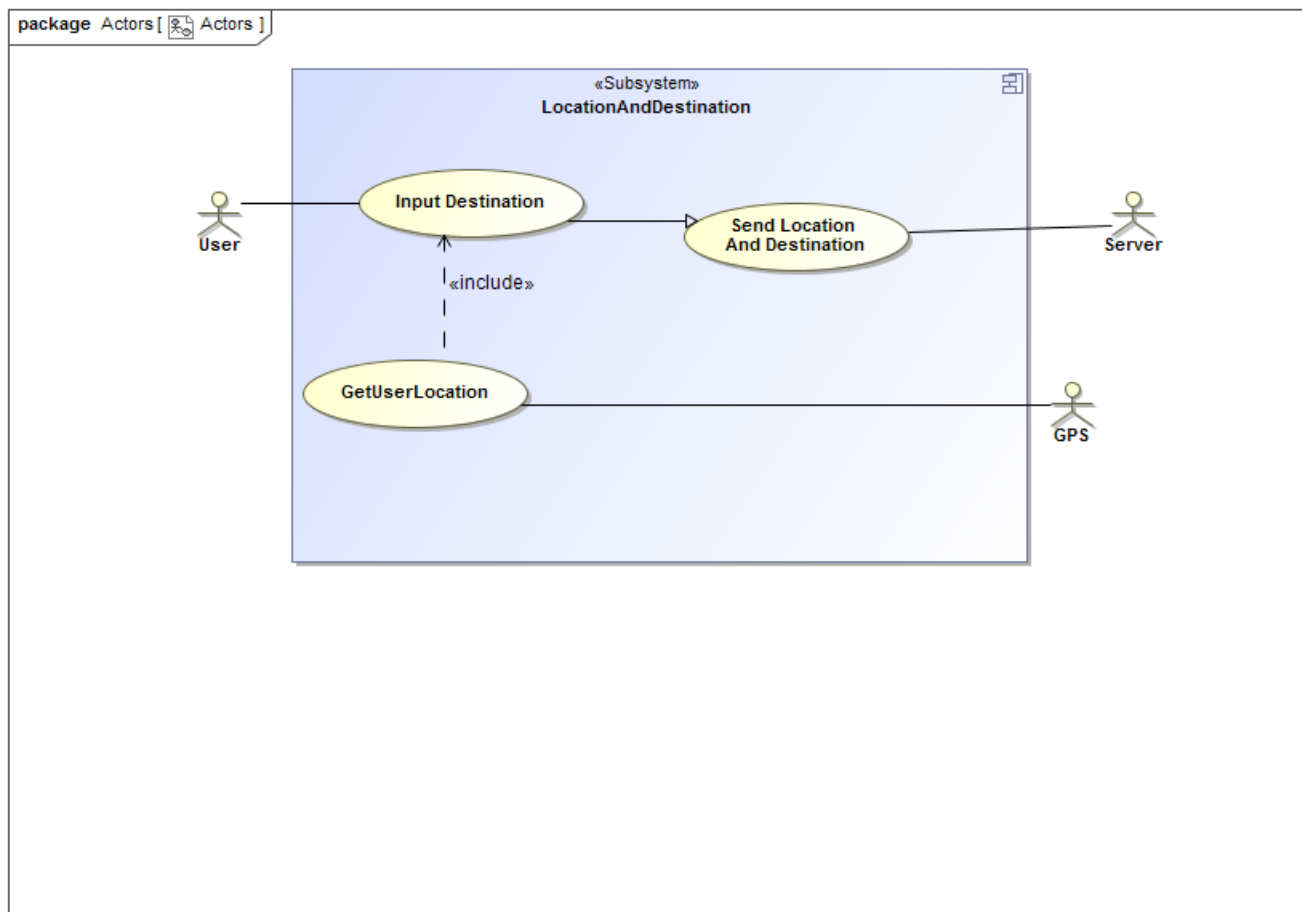 package Actors [ Actors ]
«Subsystem»
LocationAndDestination
Input Destination
Send Location
And Destination
User
Server
«include»
GetUserLocation
GPS